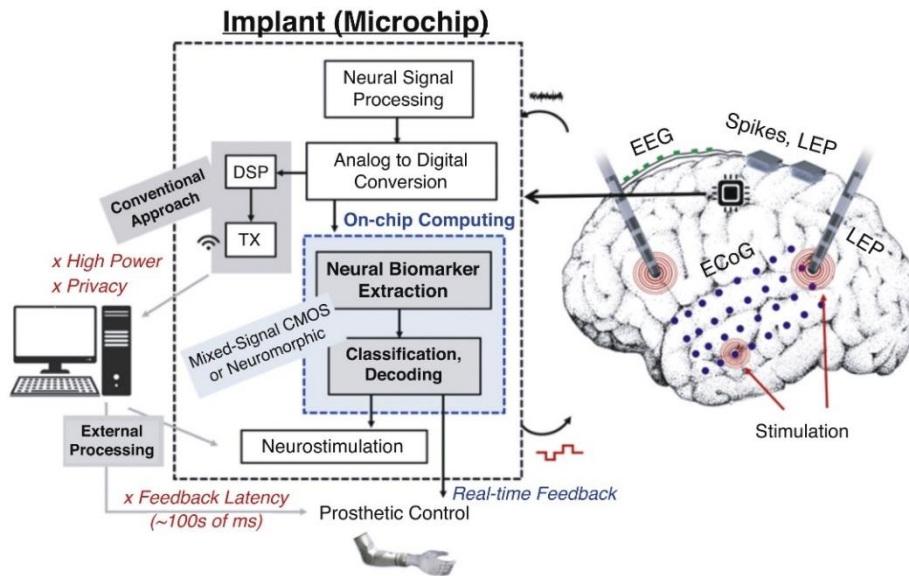 Implant (Microchip)
Neural Signal
Processing
Analog to Digital
Conversion
DSP
TX
Conventional
Approach
On-chip Computing
x High Power
x Privacy
Neural Biomarker
Extraction
Mixed-Signal CMOS
or Neuromorphic
Classification,
Decoding
External
Processing
Neurostimulation
x Feedback Latency
(~100s of ms)
Real-time Feedback
Prosthetic Control
EEG
Spikes, LEP
LEP
ECoG
Stimulation